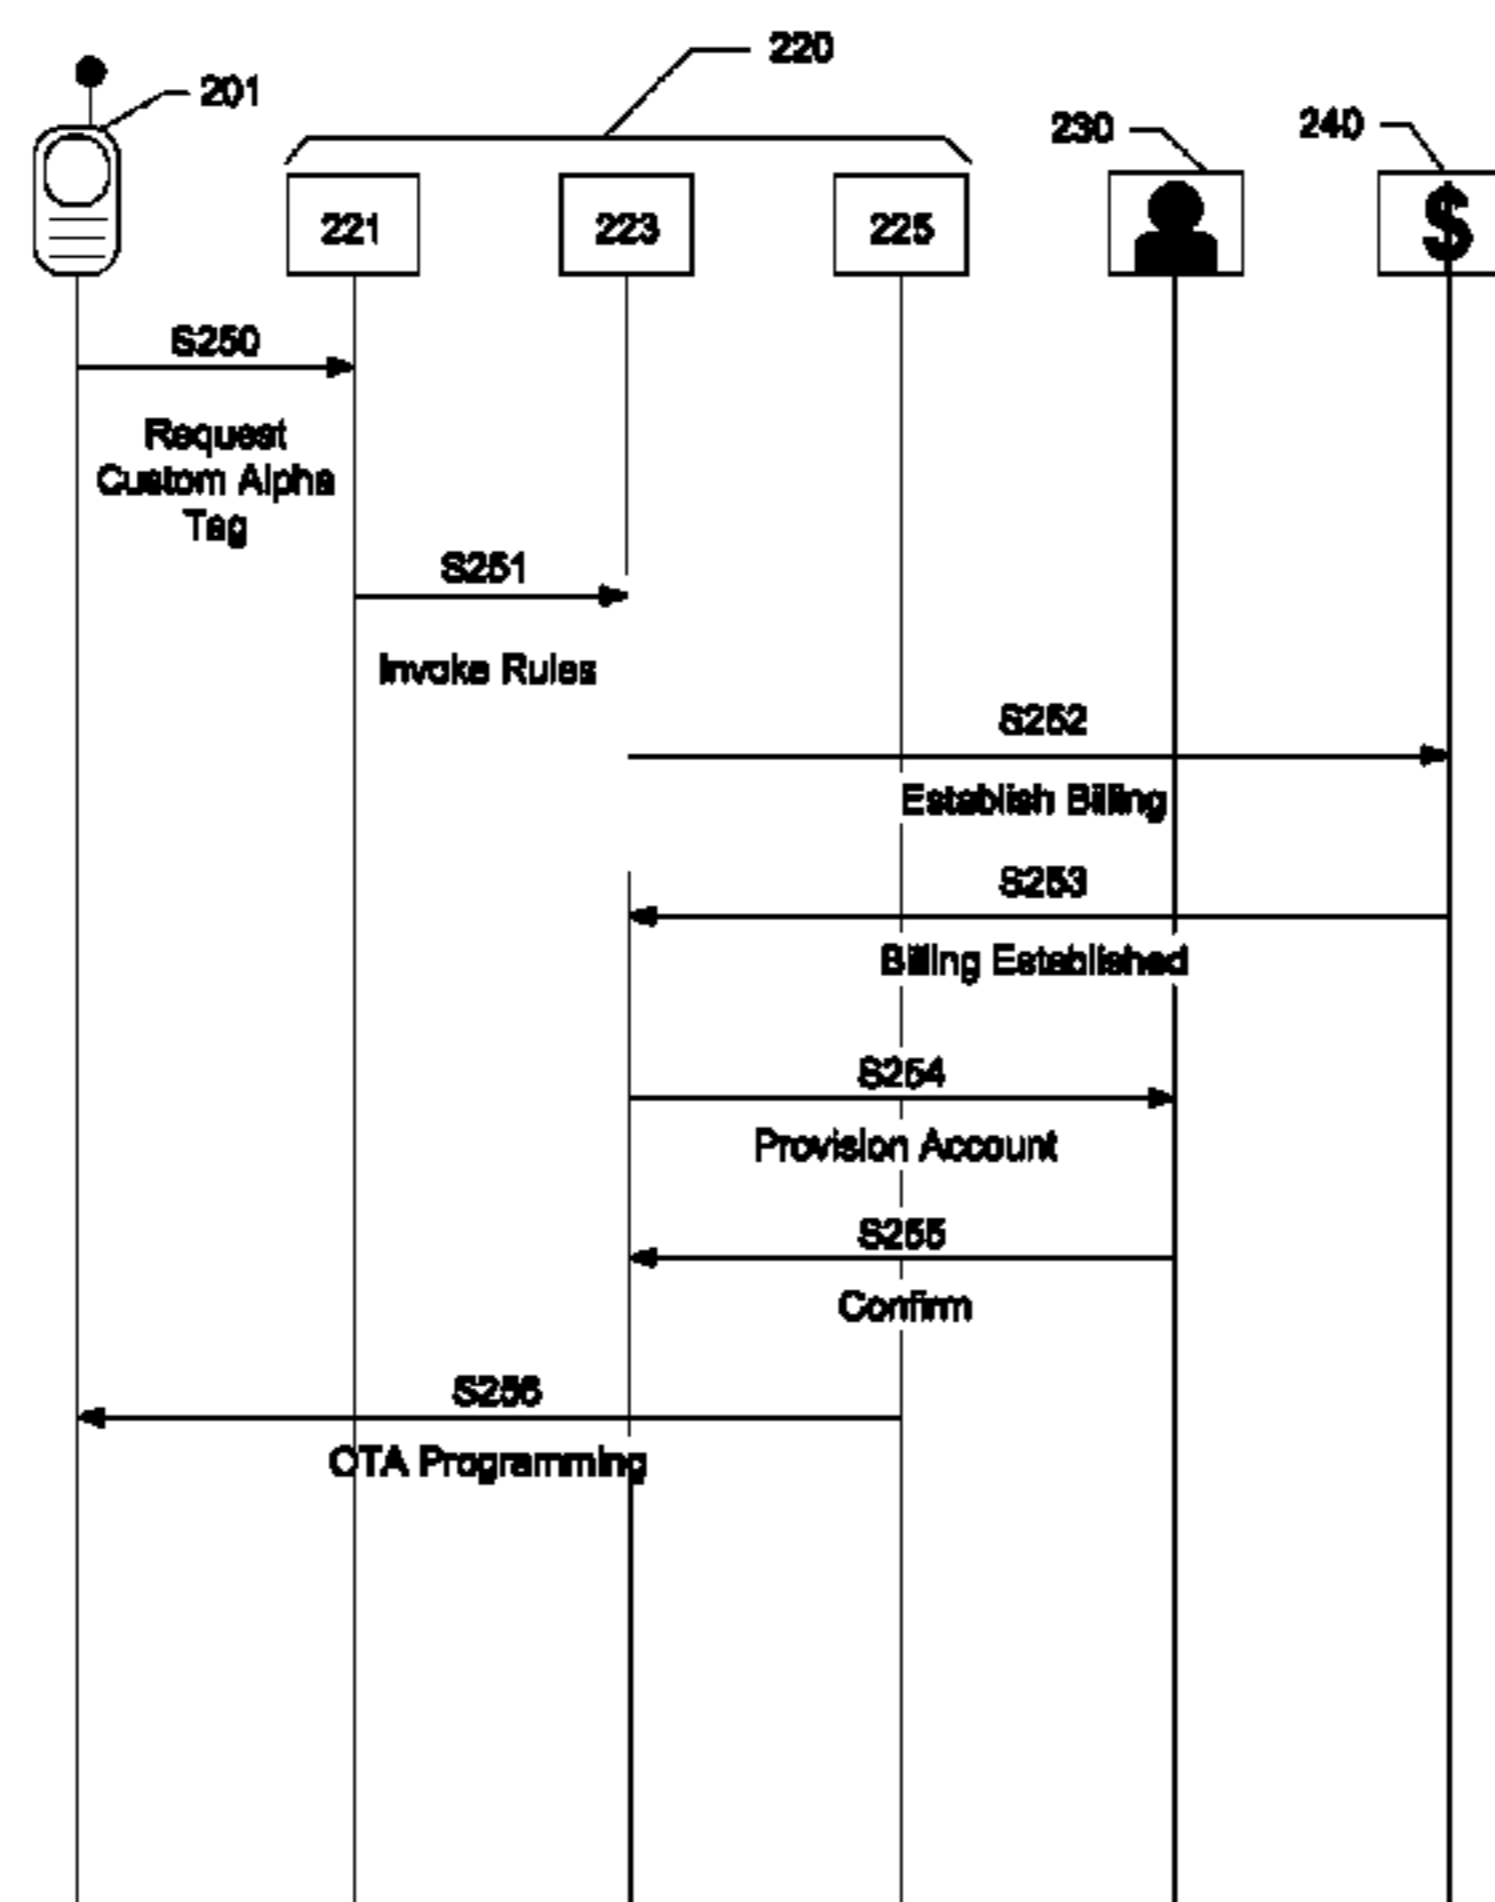 220
201
230
240
221
223
225
$
S250
Request
Custom Alpha
Tag
S251
Invoke Rules
S252
Establish Billing
S253
Billing Established
S254
Provision Account
S255
Confirm
S256
OTA Programming